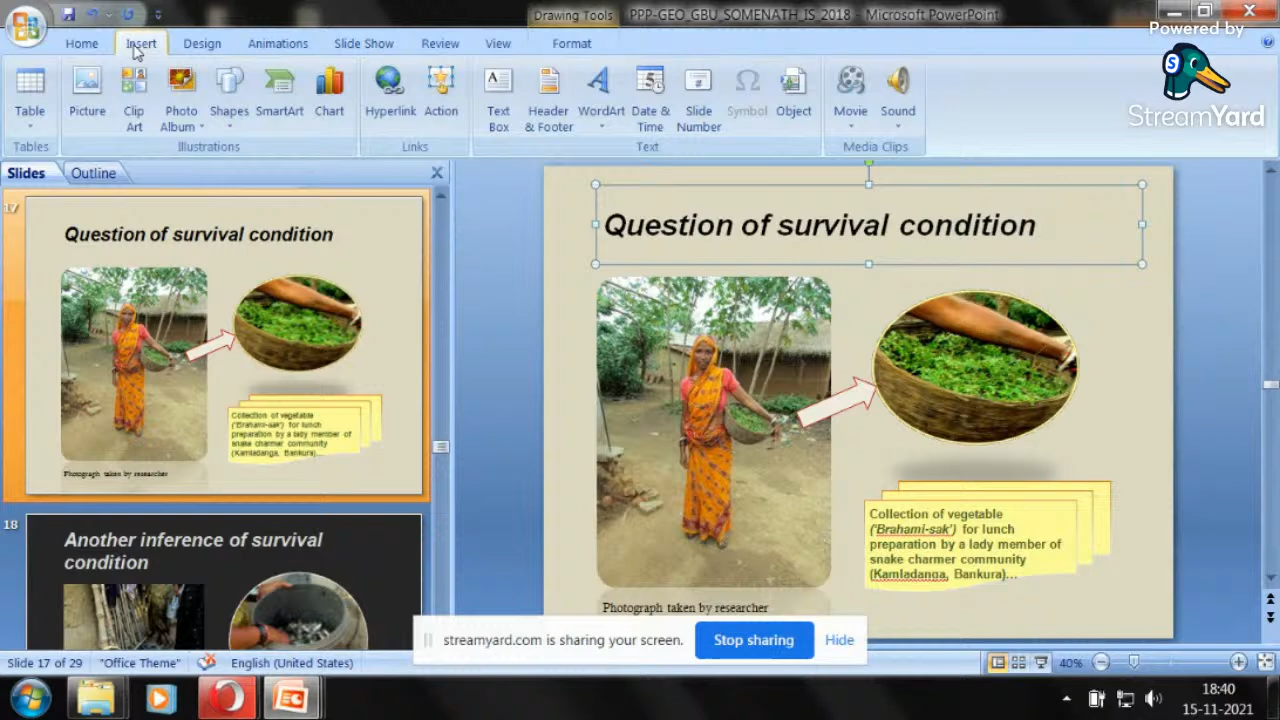 Drawing Tools
PPP-GEO_GBU_SOMENATH_IS_2018 - Microsoft PowerPoint
Powered by
StreamYard
Home Insert Design Animations Slide Show Review View Format
Table Picture Clip Art Photo Album Shapes SmartArt Chart Hyperlink Action Text Box Header & Footer WordArt Date & Time Slide Number Symbol Object Movie Sound
Tables Illustrations Links Text Media Clips
Slides Outline
17
Question of survival condition
Collection of vegetable
('Brahami-sak') for lunch
preparation by a lady member of
snake charmer community
(Kamladanga, Bankura)...
Photograph taken by researcher
18
Another inference of survival
condition
Question of survival condition
Collection of vegetable
('Brahami-sak') for lunch
preparation by a lady member of
snake charmer community
(Kamladanga, Bankura)...
Photograph taken by researcher
streamyard.com is sharing your screen. Stop sharing Hide
Slide 17 of 29 "Office Theme" English (United States) 40%
18:40
15-11-2021